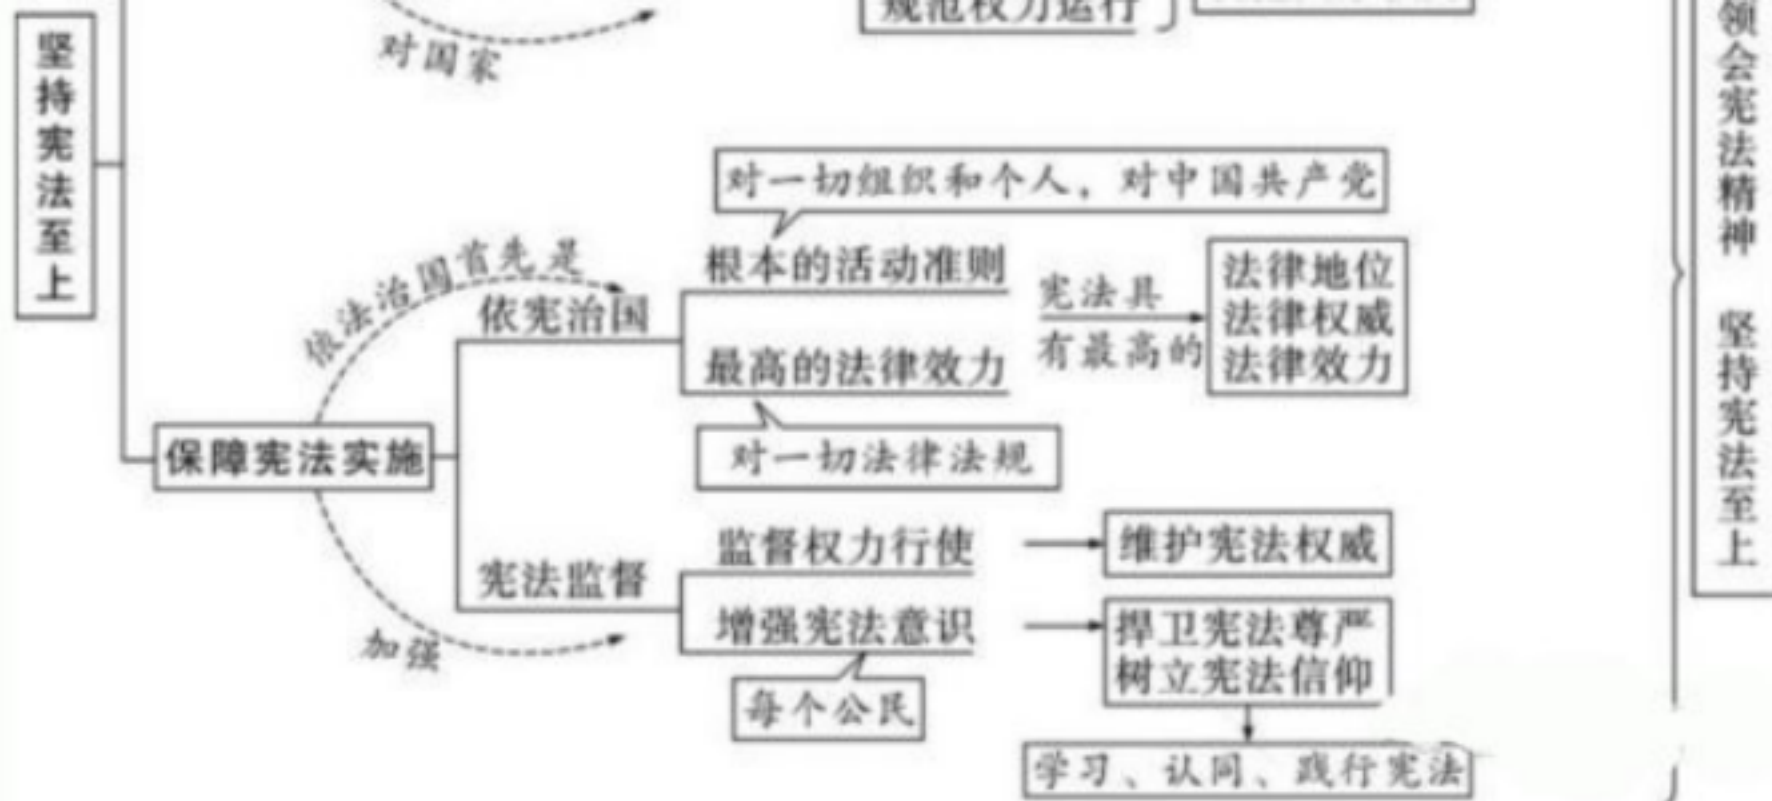 规范权力运行
对国家
坚持宪法至上
对一切组织和个人，对中国共产党
依法治国首先是
根本的活动准则
依宪治国
宪法具
有最高的
法律地位
法律权威
法律效力
最高的法律效力
对一切法律法规
保障宪法实施
监督权力行使
维护宪法权威
宪法监督
增强宪法意识
捍卫宪法尊严
树立宪法信仰
加强
每个公民
学习、认同、践行宪法
领会宪法精神 坚持宪法至上